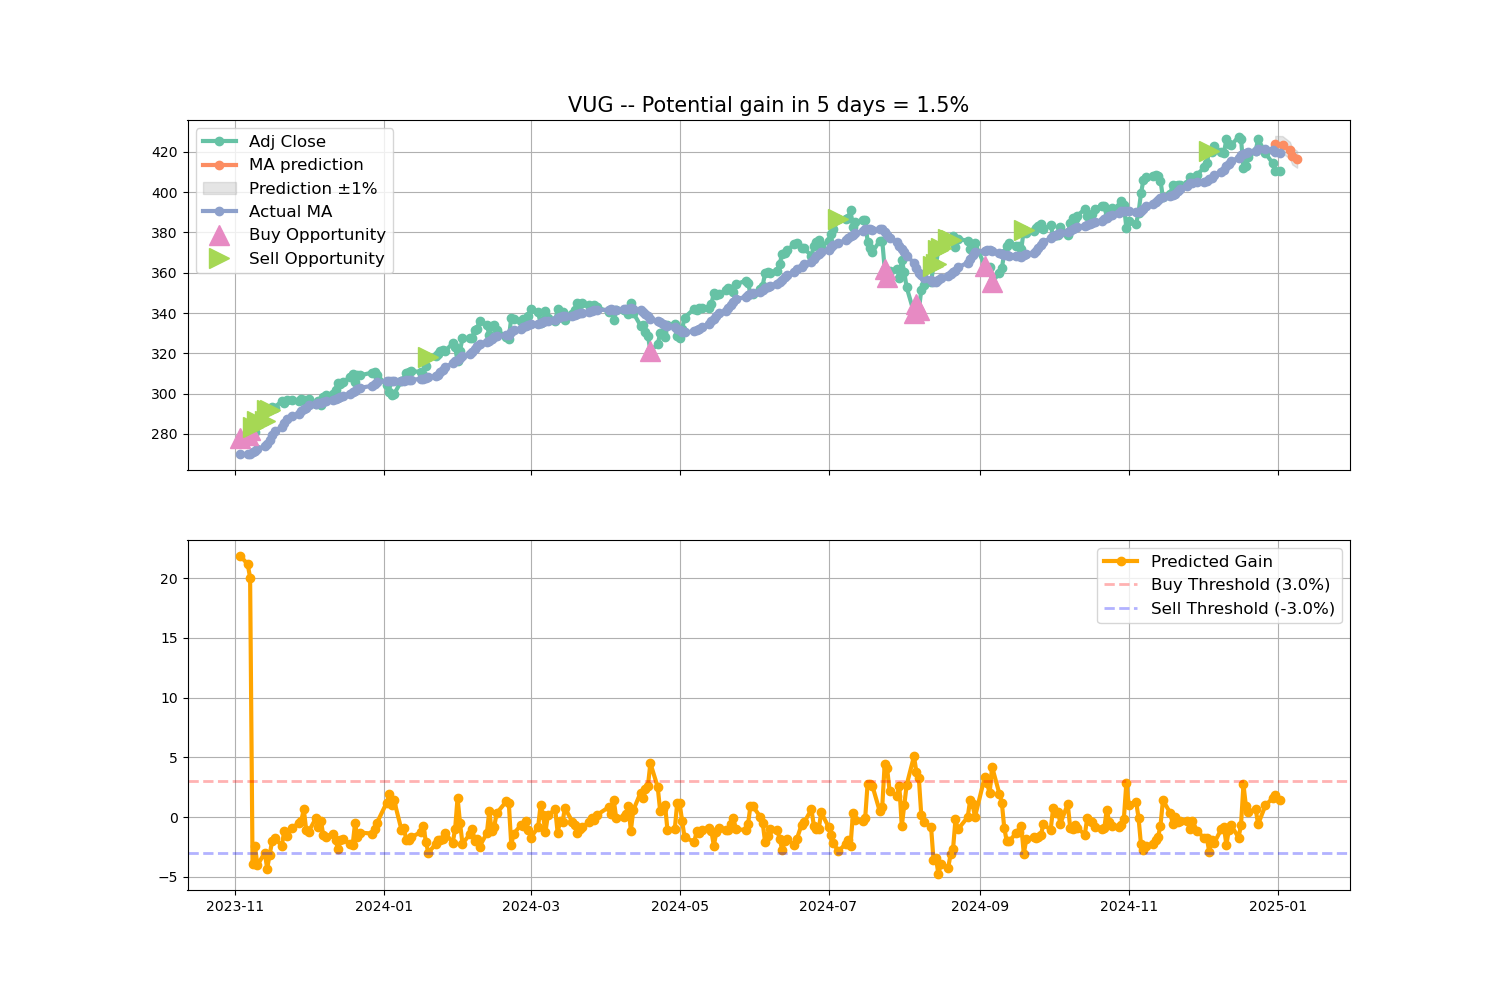 VUG -- Potential gain in 5 days = 1.5%
Adj Close
MA prediction
Prediction ±1%
Actual MA
Buy Opportunity
Sell Opportunity
420
400
380
360
340
320
300
280
Predicted Gain
Buy Threshold (3.0%)
Sell Threshold (-3.0%)
20
15
10
5
0
−5
2023-11 2024-01 2024-03 2024-05 2024-07 2024-09 2024-11 2025-01